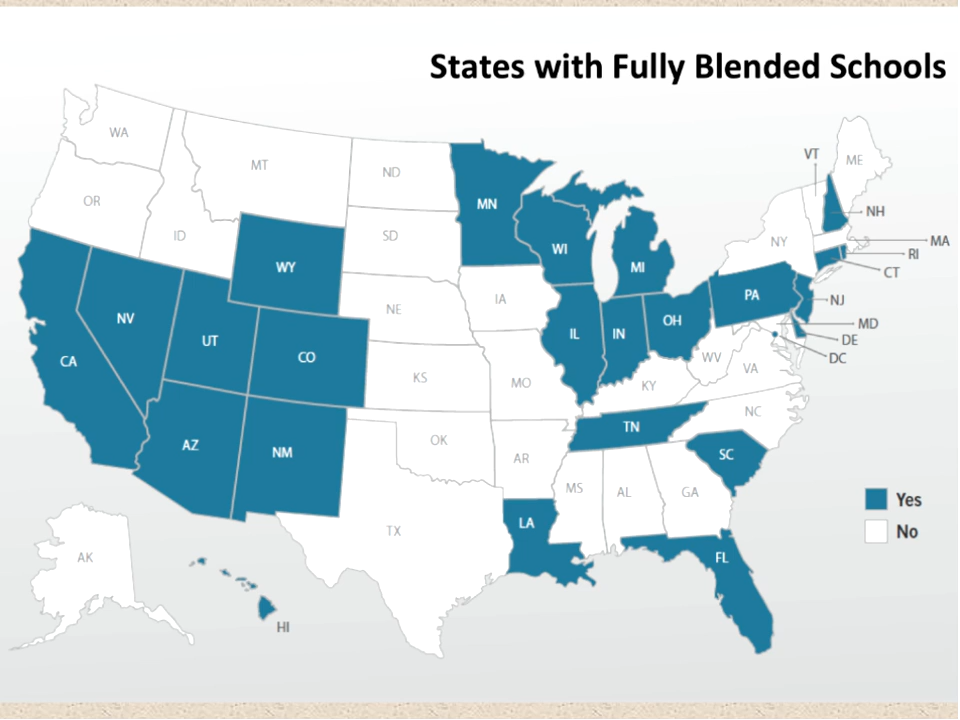 States with Fully Blended Schools
WA
MT
ND
MN
VT
ME
OR
ID
SD
WI
NH
NY
MA
RI
CT
WY
MI
IA
PA
NJ
NE
NV
UT
CO
IL
IN
OH
MD
DE
DC
CA
KS
MO
WV
VA
KY
NC
AZ
NM
OK
TN
AR
SC
MS
AL
GA
LA
TX
FL
AK
HI
Yes
No